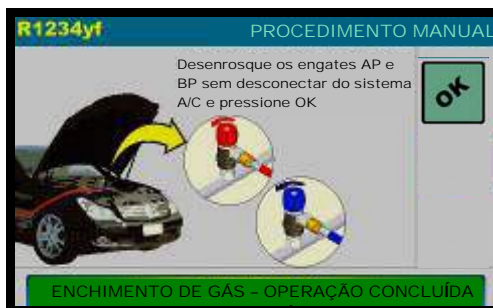 R1234yf
PROCEDIMENTO MANUAL
Desenrosque os engates AP e
BP sem desconectar do sistema
A/C e pressione OK
OK
ENCHIMENTO DE GÁS – OPERAÇÃO CONCLUÍDA